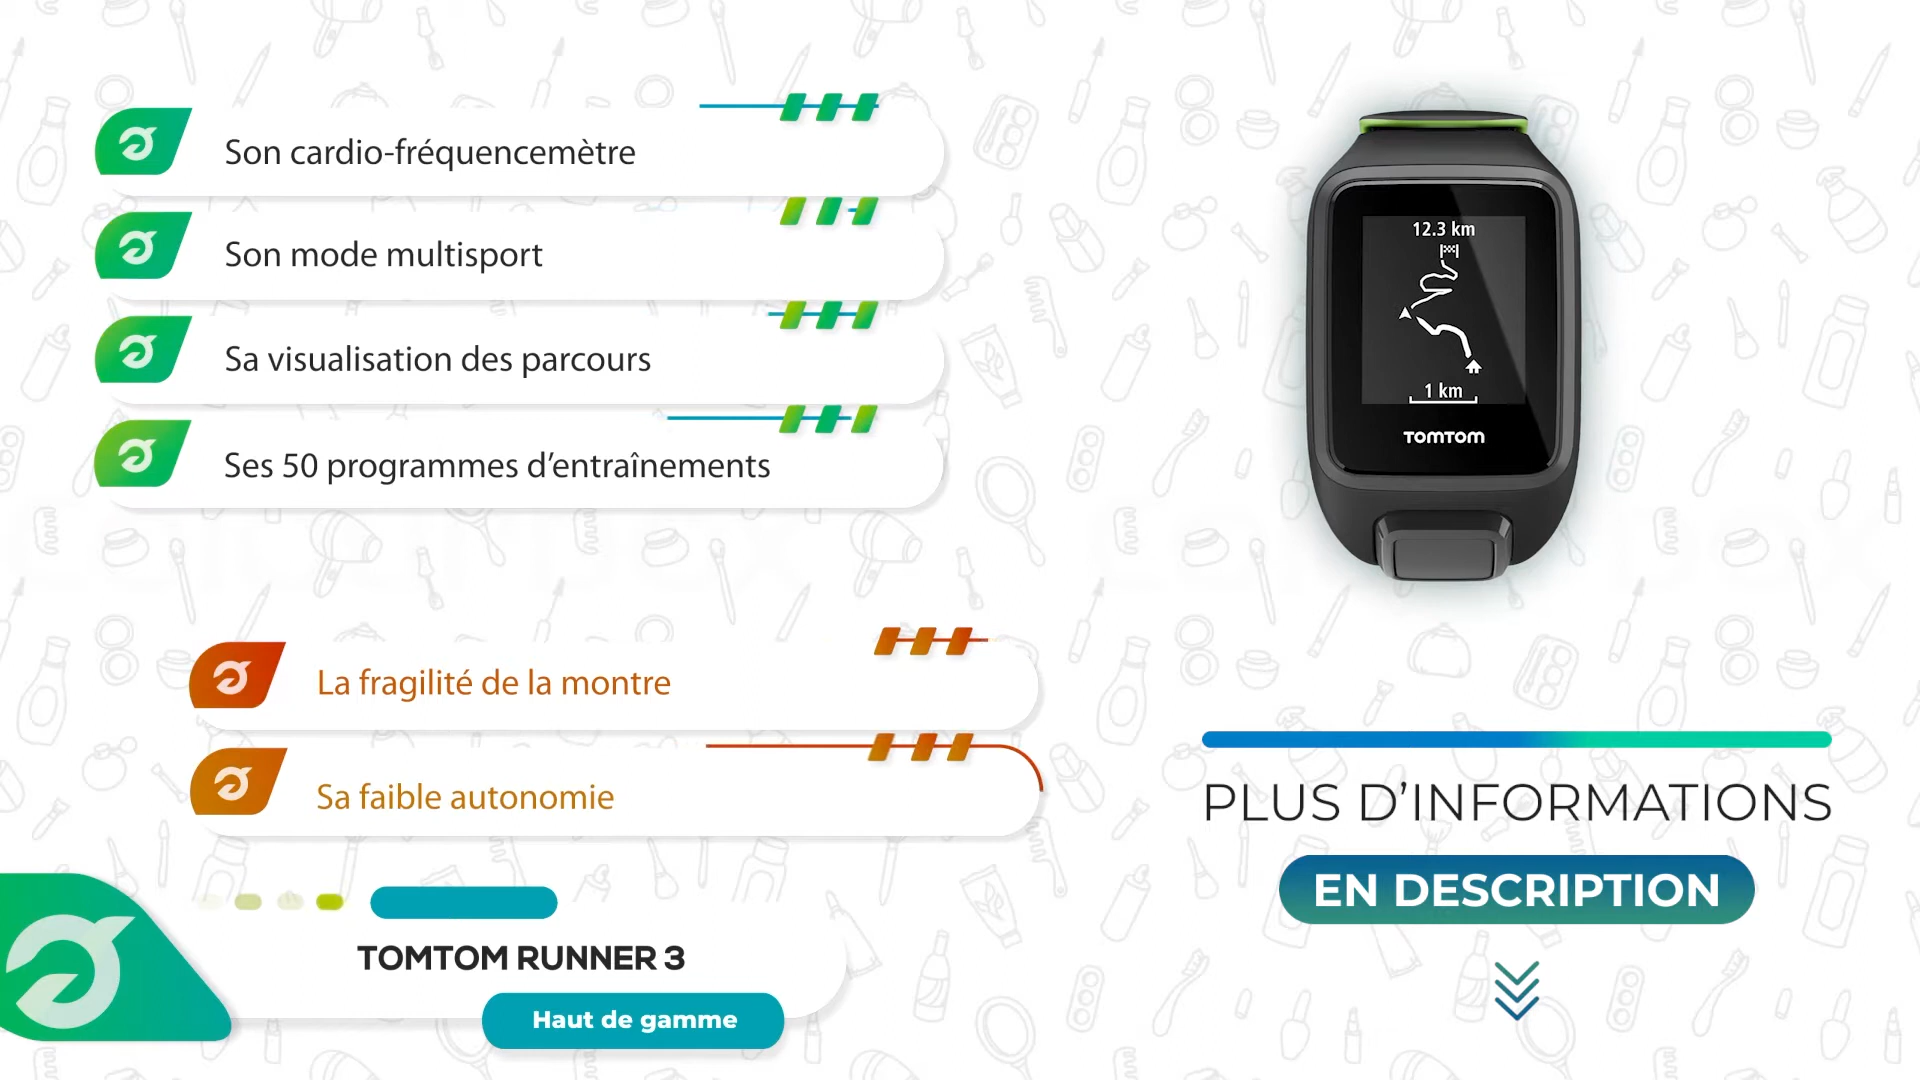 Son cardio-fréquencemètre
Son mode multisport
Sa visualisation des parcours
Ses 50 programmes d’entraînements
La fragilité de la montre
Sa faible autonomie
TOMTOM RUNNER 3
Haut de gamme
12.3 km
1 km
TOMTOM
PLUS D’INFORMATIONS
EN DESCRIPTION